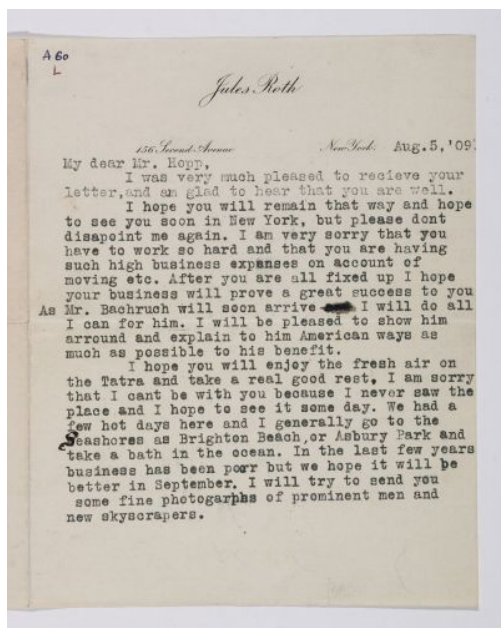 A 60
L
Jules Roth
156 Second Avenue New York. Aug.5,'09.
My dear Mr. Hopp,
I was very much pleased to recieve your
letter,and am glad to hear that you are well.
I hope you will remain that way and hope
to see you soon in New York, but please dont
disapoint me again. I am very sorry that you
have to work so hard and that you are having
such high business expenses on account of
moving etc. After you are all fixed up I hope
your business will prove a great success to you
As Mr. Bachruch will soon arrive I will do all
I can for him. I will be pleased to show him
arround and explain to him American ways as
much as possible to his benefit.
I hope you will enjoy the fresh air on
the Tatra and take a real good rest. I am sorry
that I cant be with you because I never saw the
place and I hope to see it some day. We had a
few hot days here and I generally go to the
Seashores as Brighton Beach,or Asbury Park and
take a bath in the ocean. In the last few years
business has been poor but we hope it will be
better in September. I will try to send you
some fine photogarphs of prominent men and
new skyscrapers.